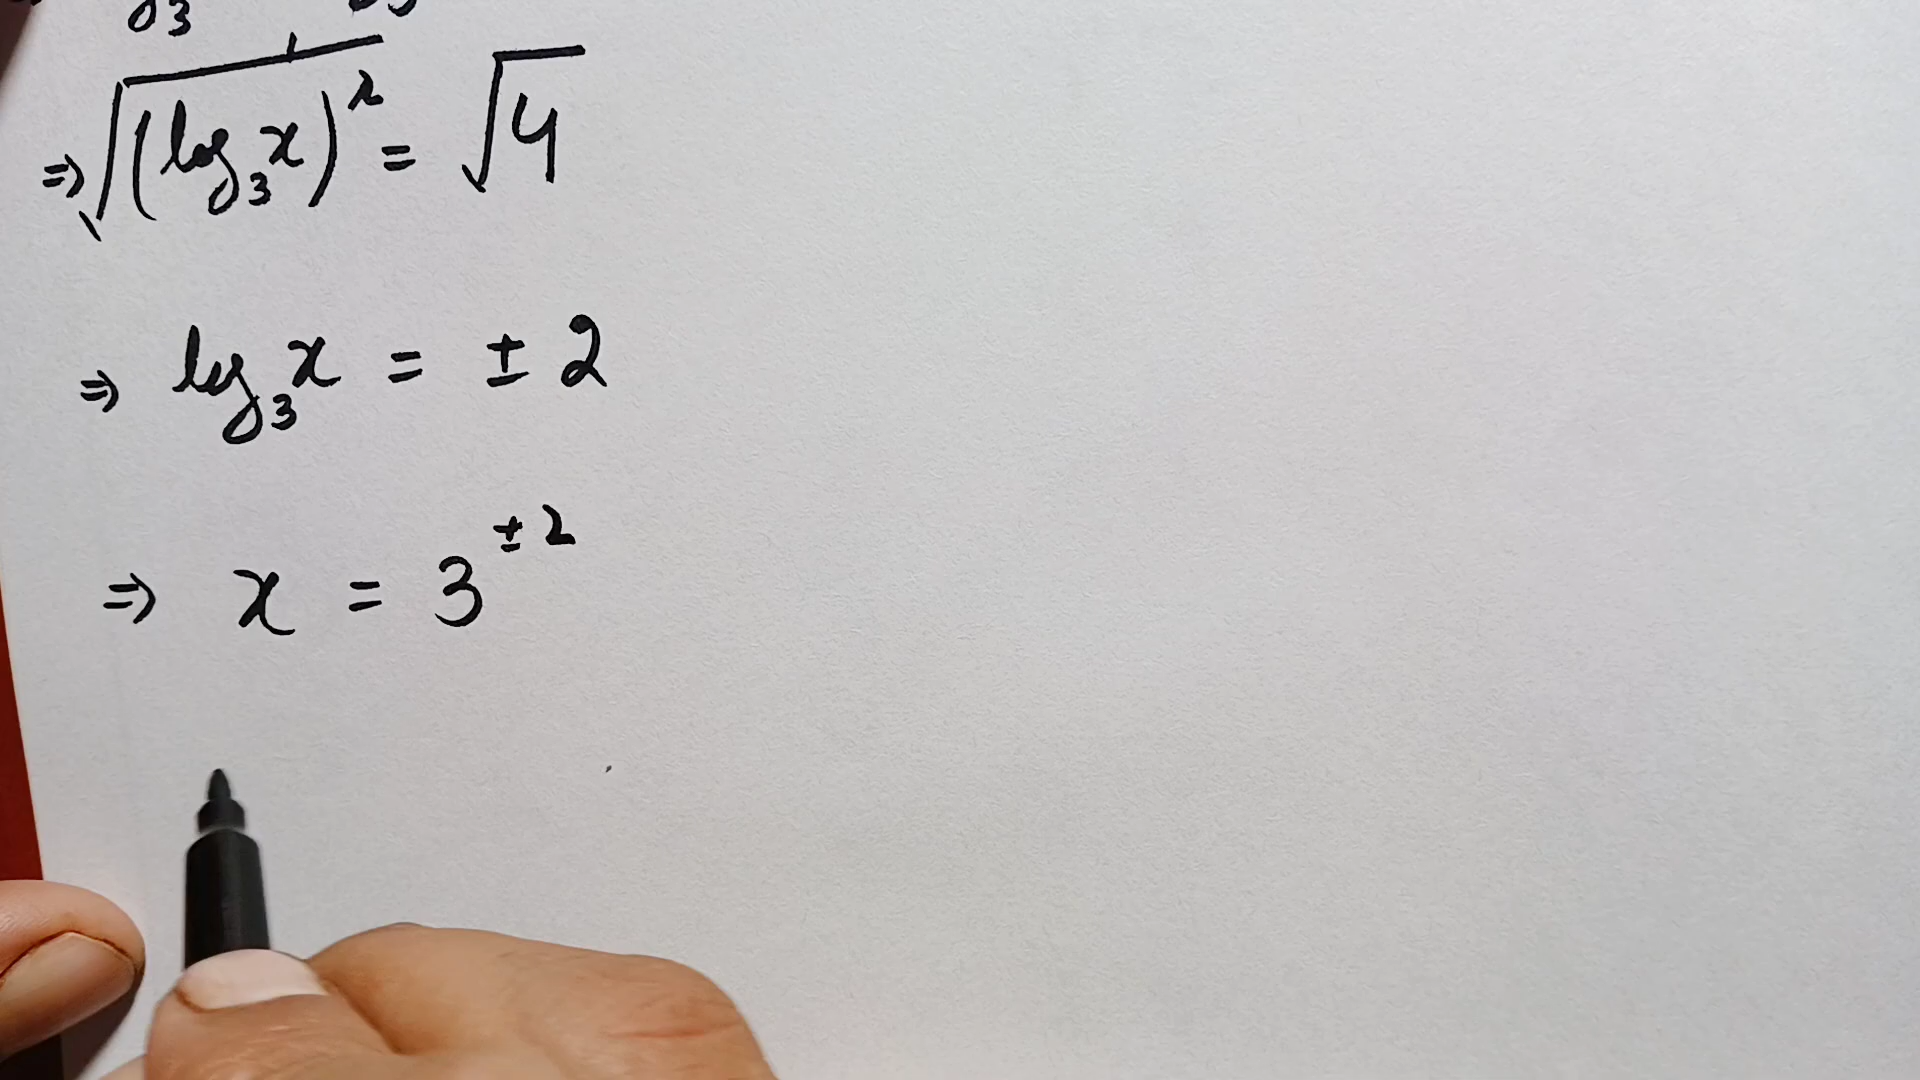 ⇒ √(log₃x)² = √4
⇒ log₃x = ± 2
⇒ x = 3^±2